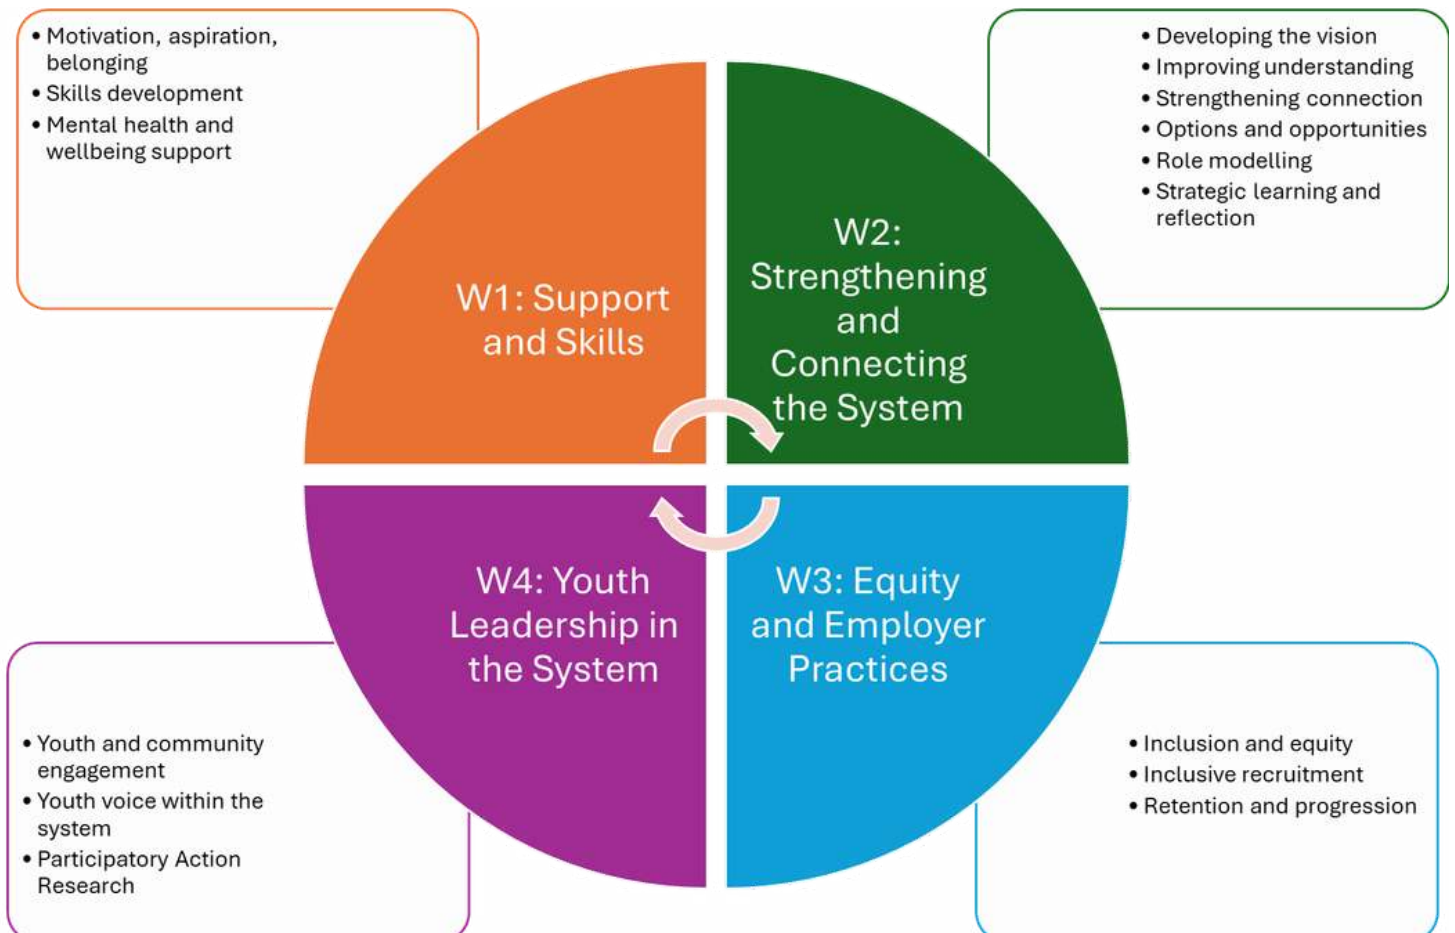 • Motivation, aspiration,
belonging
• Skills development
• Mental health and
wellbeing support
• Developing the vision
• Improving understanding
• Strengthening connection
• Options and opportunities
• Role modelling
• Strategic learning and
reflection
W1: Support
and Skills
W2:
Strengthening
and
Connecting
the System
W4: Youth
Leadership in
the System
W3: Equity
and Employer
Practices
• Youth and community
engagement
• Youth voice within the
system
• Participatory Action
Research
• Inclusion and equity
• Inclusive recruitment
• Retention and progression